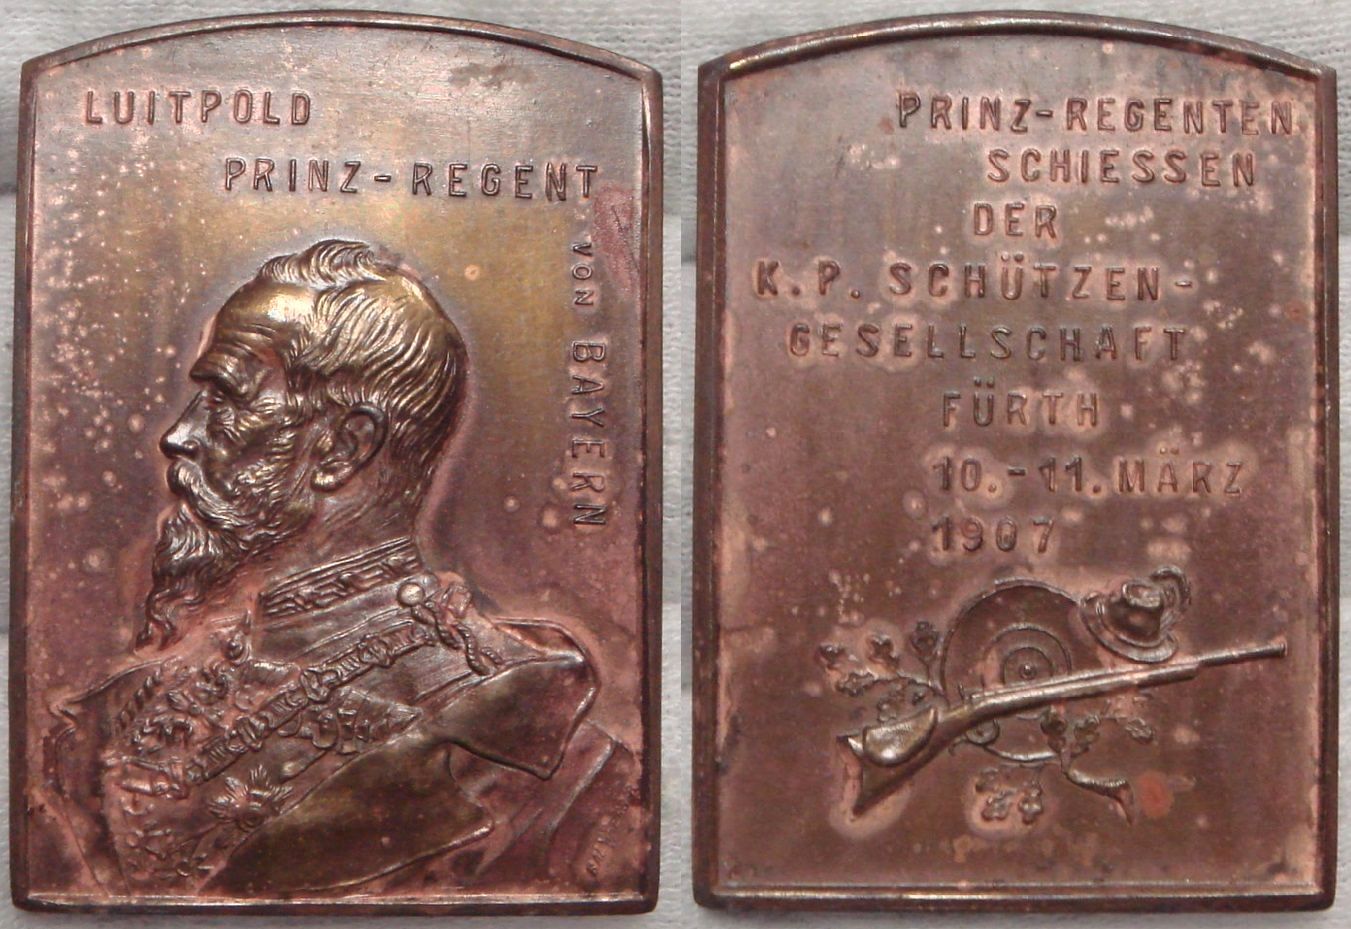 LUITPOLD
PRINZ-REGENT
VON BAYERN
PRINZ-REGENTEN
SCHIESSEN
DER
K.P. SCHÜTZEN-
GESELLSCHAFT
FÜRTH
10.-11. MÄRZ
1907